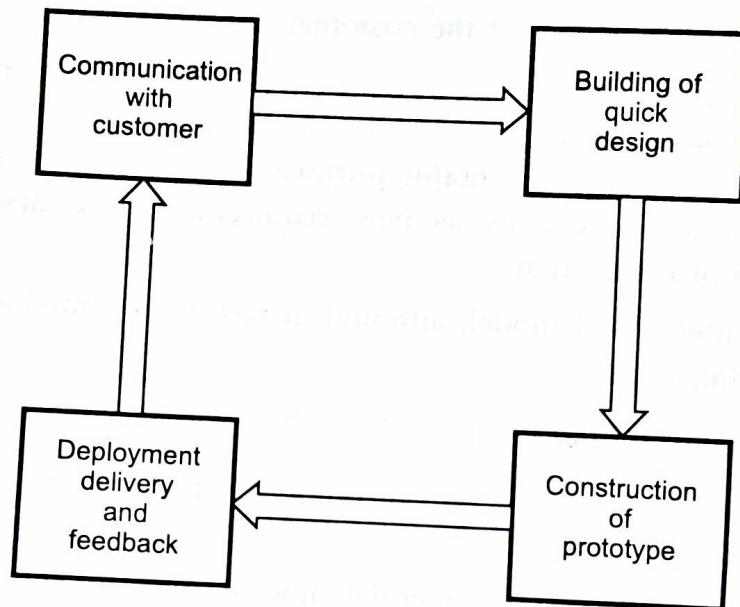 Communication
with
customer
Building of
quick
design
Deployment
delivery
and
feedback
Construction
of
prototype